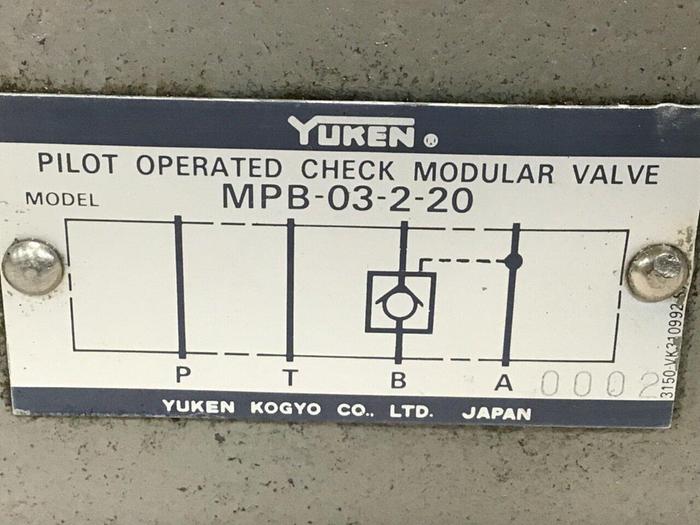 YUKEN®
PILOT OPERATED CHECK MODULAR VALVE
MODEL MPB-03-2-20
P T B A 0002
YUKEN KOGYO CO., LTD. JAPAN